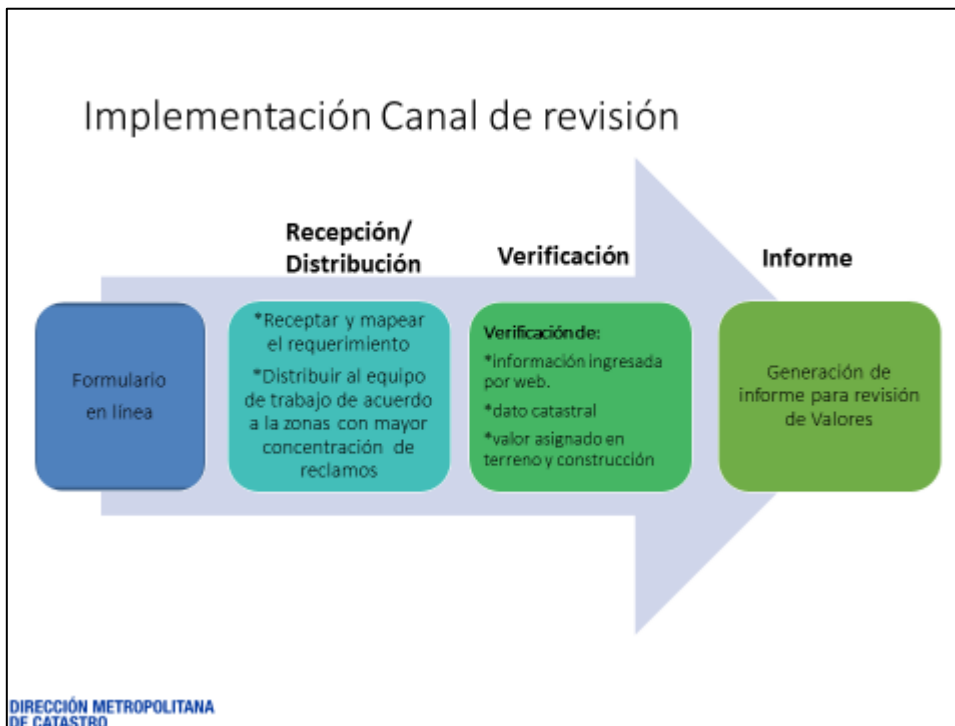 Implementación Canal de revisión
Formulario
en línea
Recepción/
Distribución
*Receptar y mapear
el requerimiento
*Distribuir al equipo
de trabajo de acuerdo
a la zonas con mayor
concentración de
reclamos
Verificación
Verificación de:
*información ingresada
por web.
*dato catastral
*valor asignado en
terreno y construcción
Informe
Generación de
informe para revisión
de Valores
DIRECCIÓN METROPOLITANA
DE CATASTRO